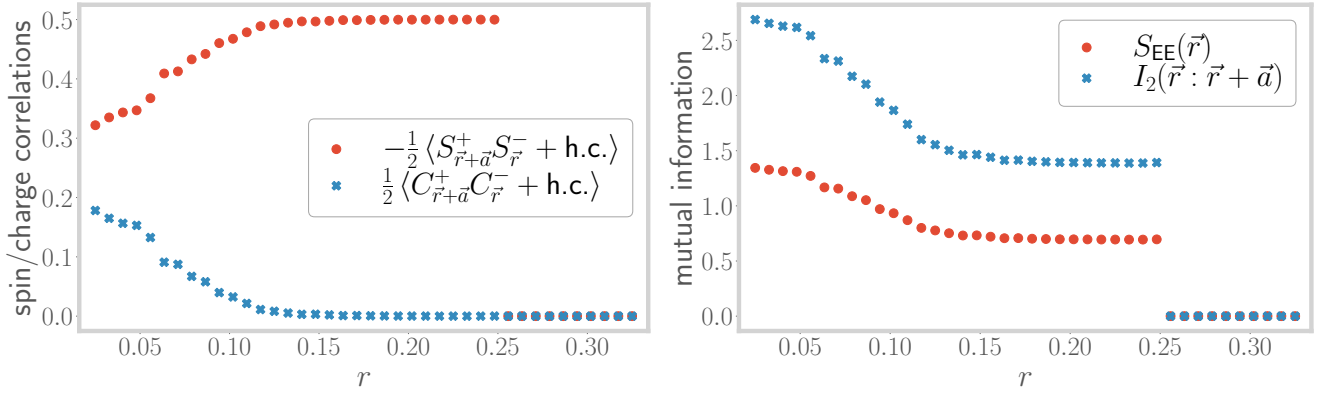 spin/charge correlations
0.5
0.4
0.3
0.2
0.1
0.0
−½⟨S⁺_{r⃗+a⃗}S⁻_{r⃗} + h.c.⟩
½⟨C⁺_{r⃗+a⃗}C⁻_{r⃗} + h.c.⟩
0.05 0.10 0.15 0.20 0.25 0.30
r
mutual information
2.5
2.0
1.5
1.0
0.5
0.0
S_{EE}(r⃗)
I₂(r⃗ : r⃗ + a⃗)
0.05 0.10 0.15 0.20 0.25 0.30
r